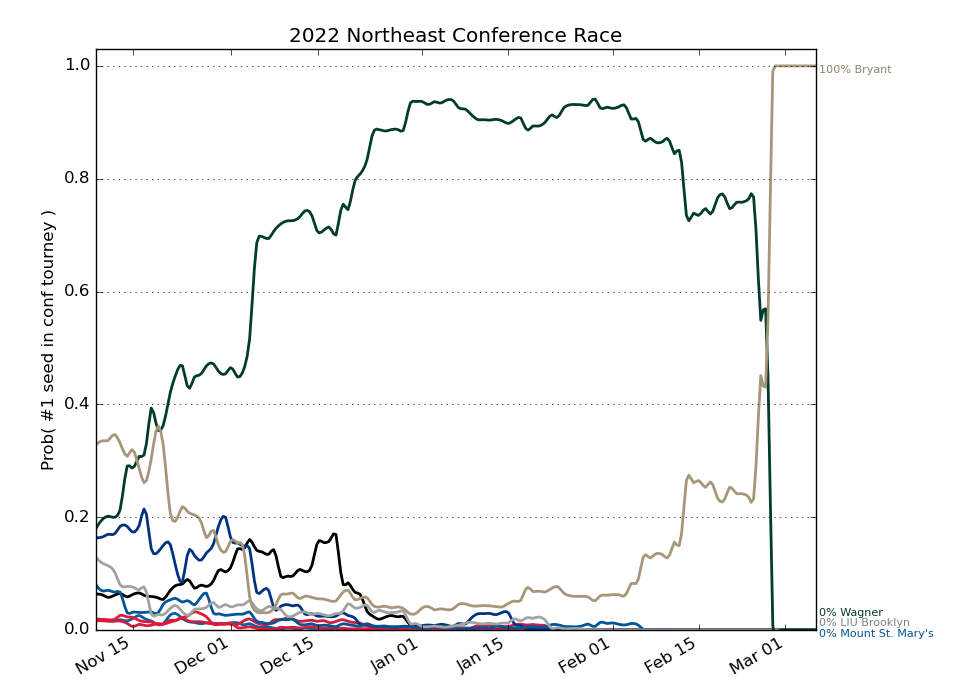 2022 Northeast Conference Race
1.0
0.8
0.6
0.4
0.2
0.0
Prob( #1 seed in conf tourney )
100% Bryant
0% Wagner
0% LIU Brooklyn
0% Mount St. Mary's
Nov 15
Dec 01
Dec 15
Jan 01
Jan 15
Feb 01
Feb 15
Mar 01